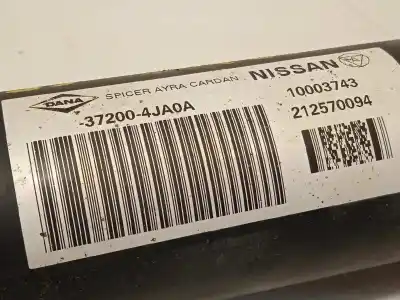 DANA SPICER AYRA CARDAN NISSAN
37200-4JA0A 10003743
212570094